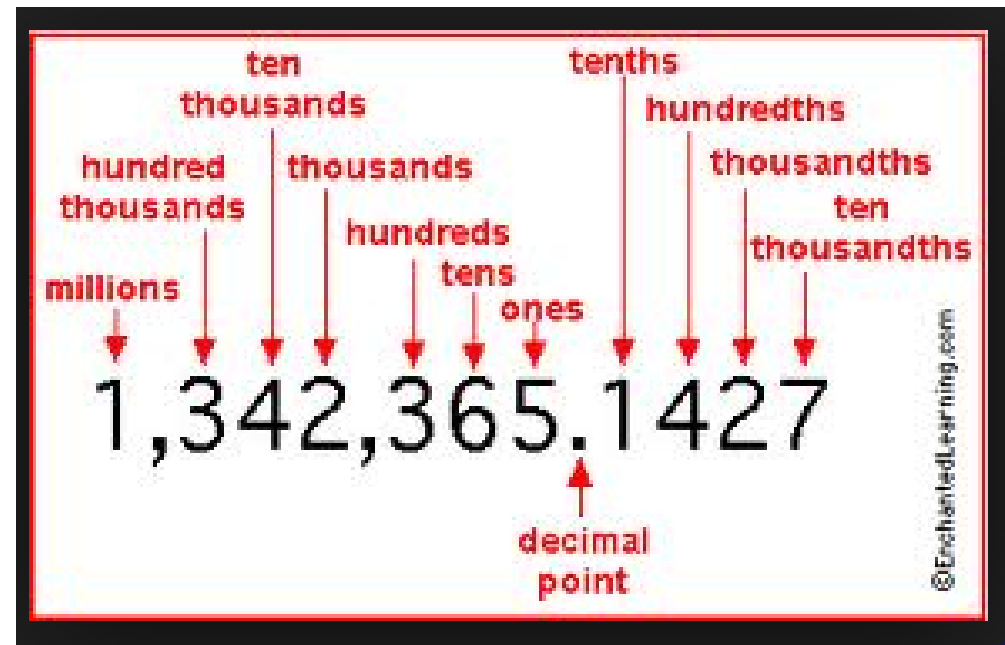 ten
thousands
tenths
hundredths
hundred
thousands
thousands
thousandths
ten
thousandths
hundreds
tens
ones
millions
1,342,365.1427
decimal
point
©EnchantedLearning.com